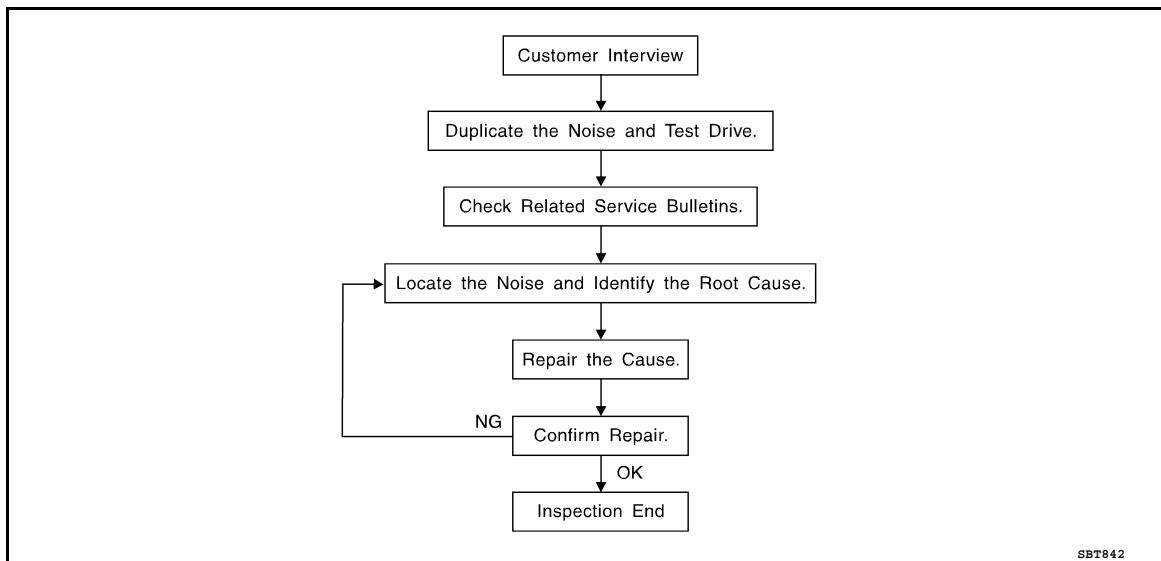 Customer Interview
Duplicate the Noise and Test Drive.
Check Related Service Bulletins.
Locate the Noise and Identify the Root Cause.
Repair the Cause.
NG
Confirm Repair.
OK
Inspection End
SBT842